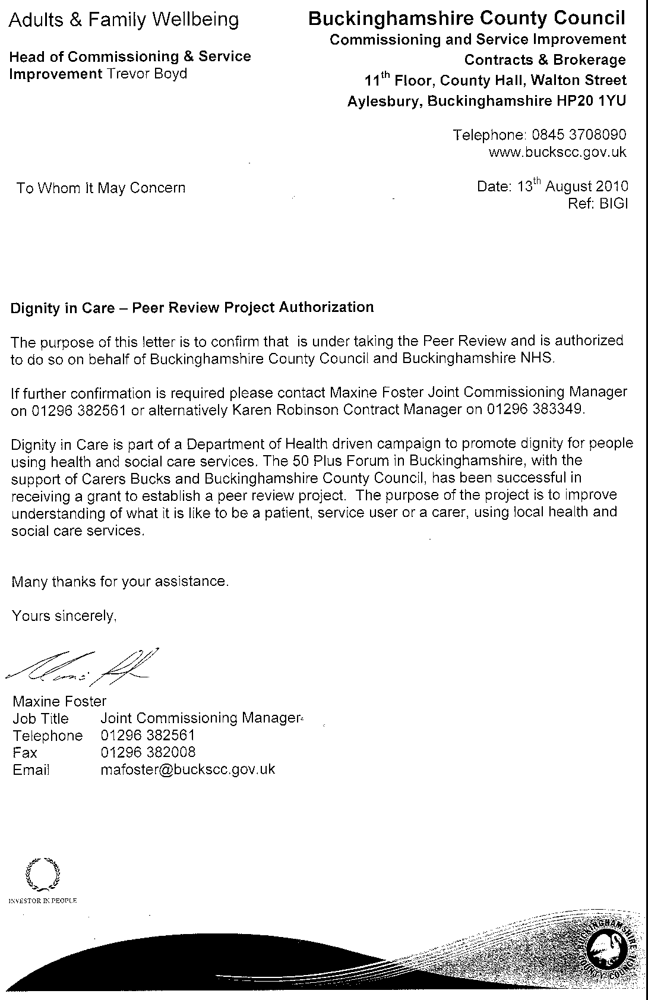 Adults & Family Wellbeing
Head of Commissioning & Service
Improvement Trevor Boyd
Buckinghamshire County Council
Commissioning and Service Improvement
Contracts & Brokerage
11th Floor, County Hall, Walton Street
Aylesbury, Buckinghamshire HP20 1YU
Telephone: 0845 3708090
www.buckscc.gov.uk
To Whom It May Concern
Date: 13th August 2010
Ref: BIGI
Dignity in Care – Peer Review Project Authorization
The purpose of this letter is to confirm that is under taking the Peer Review and is authorized
to do so on behalf of Buckinghamshire County Council and Buckinghamshire NHS.
If further confirmation is required please contact Maxine Foster Joint Commissioning Manager
on 01296 382561 or alternatively Karen Robinson Contract Manager on 01296 383349.
Dignity in Care is part of a Department of Health driven campaign to promote dignity for people
using health and social care services. The 50 Plus Forum in Buckinghamshire, with the
support of Carers Bucks and Buckinghamshire County Council, has been successful in
receiving a grant to establish a peer review project. The purpose of the project is to improve
understanding of what it is like to be a patient, service user or a carer, using local health and
social care services.
Many thanks for your assistance.
Yours sincerely,
Maxine Foster
Job Title Joint Commissioning Manager
Telephone 01296 382561
Fax 01296 382008
Email mafoster@buckscc.gov.uk
INVESTOR IN PEOPLE
BUCKINGHAMSHIRE
COUNTY COUNCIL